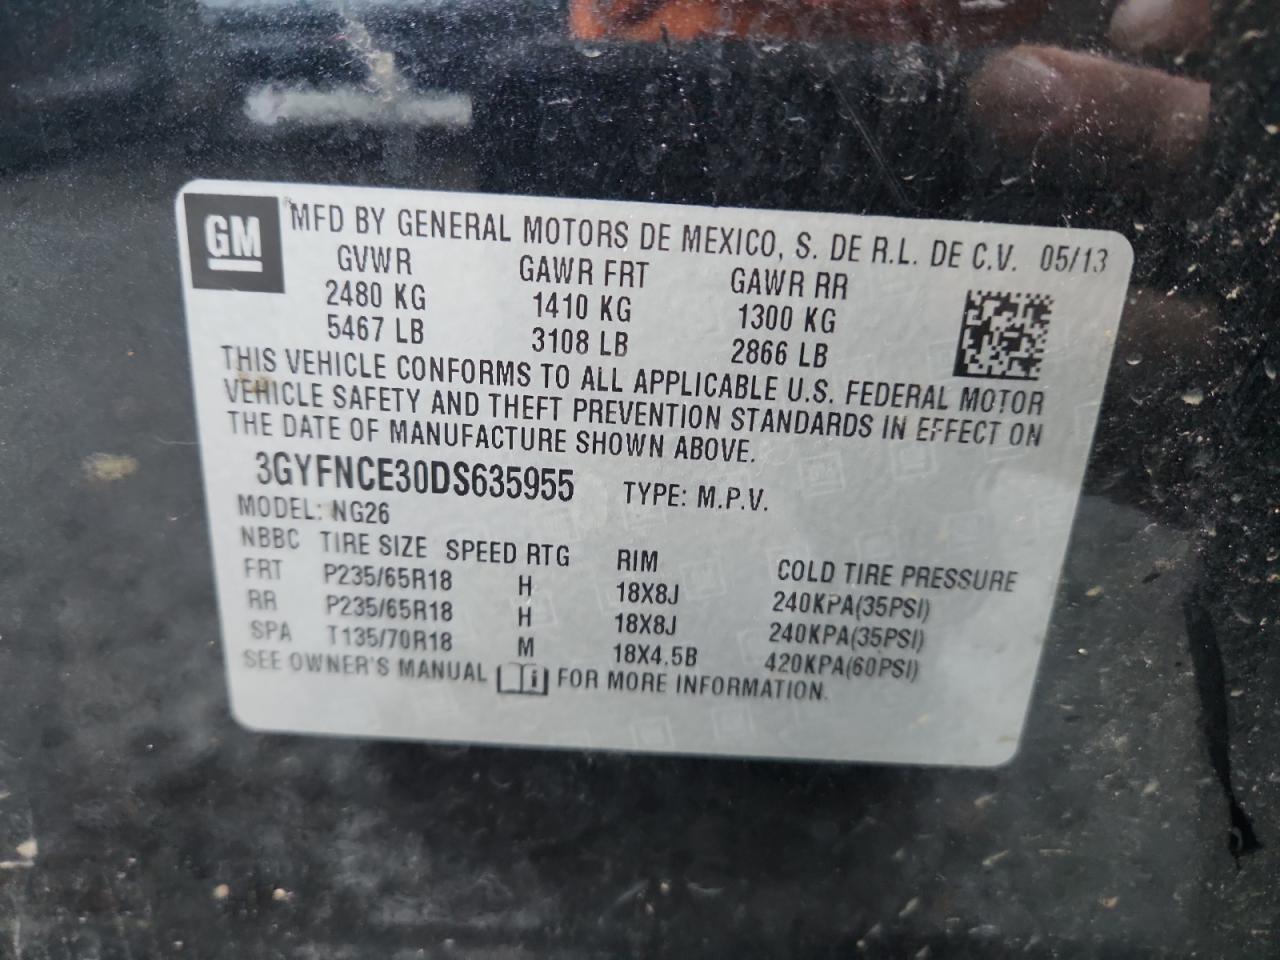 GM ® MFD BY GENERAL MOTORS DE MEXICO, S. DE R.L. DE C.V. 05/13
GVWR GAWR FRT GAWR RR
2480 KG 1410 KG 1300 KG
5467 LB 3108 LB 2866 LB
THIS VEHICLE CONFORMS TO ALL APPLICABLE U.S. FEDERAL MOTOR
VEHICLE SAFETY AND THEFT PREVENTION STANDARDS IN EFFECT ON
THE DATE OF MANUFACTURE SHOWN ABOVE.
3GYFNCE30DS635955 TYPE: M.P.V.
MODEL: NG26
NBBC TIRE SIZE SPEED RTG RIM COLD TIRE PRESSURE
FRT P235/65R18 H 18X8J 240KPA(35PSI)
RR P235/65R18 H 18X8J 240KPA(35PSI)
SPA T135/70R18 M 18X4.5B 420KPA(60PSI)
SEE OWNER'S MANUAL i FOR MORE INFORMATION.